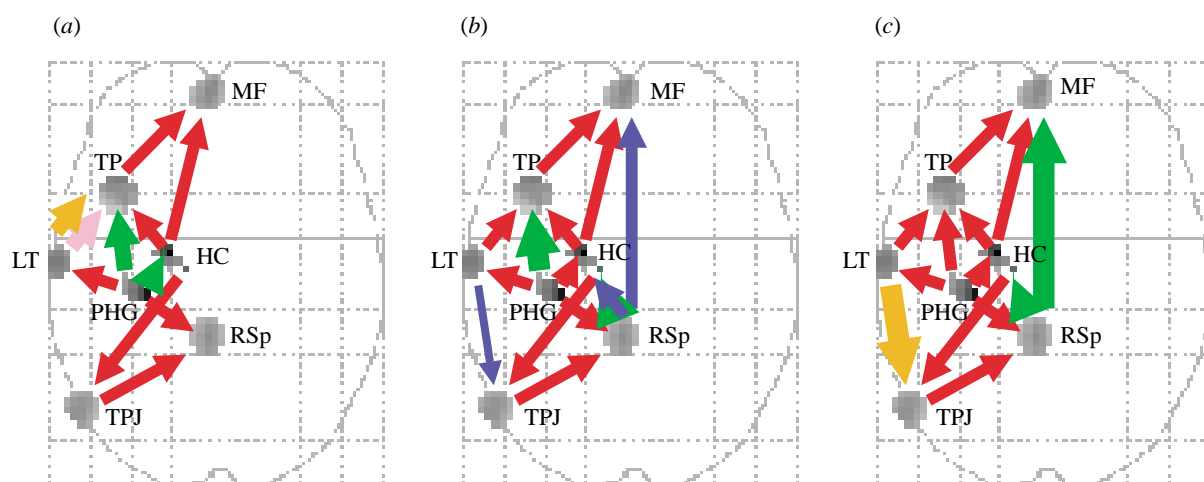 (a)
MF
TP
LT
HC
PHG
RSp
TPJ
(b)
MF
TP
LT
HC
PHG
RSp
TPJ
(c)
MF
TP
LT
HC
PHG
RSp
TPJ